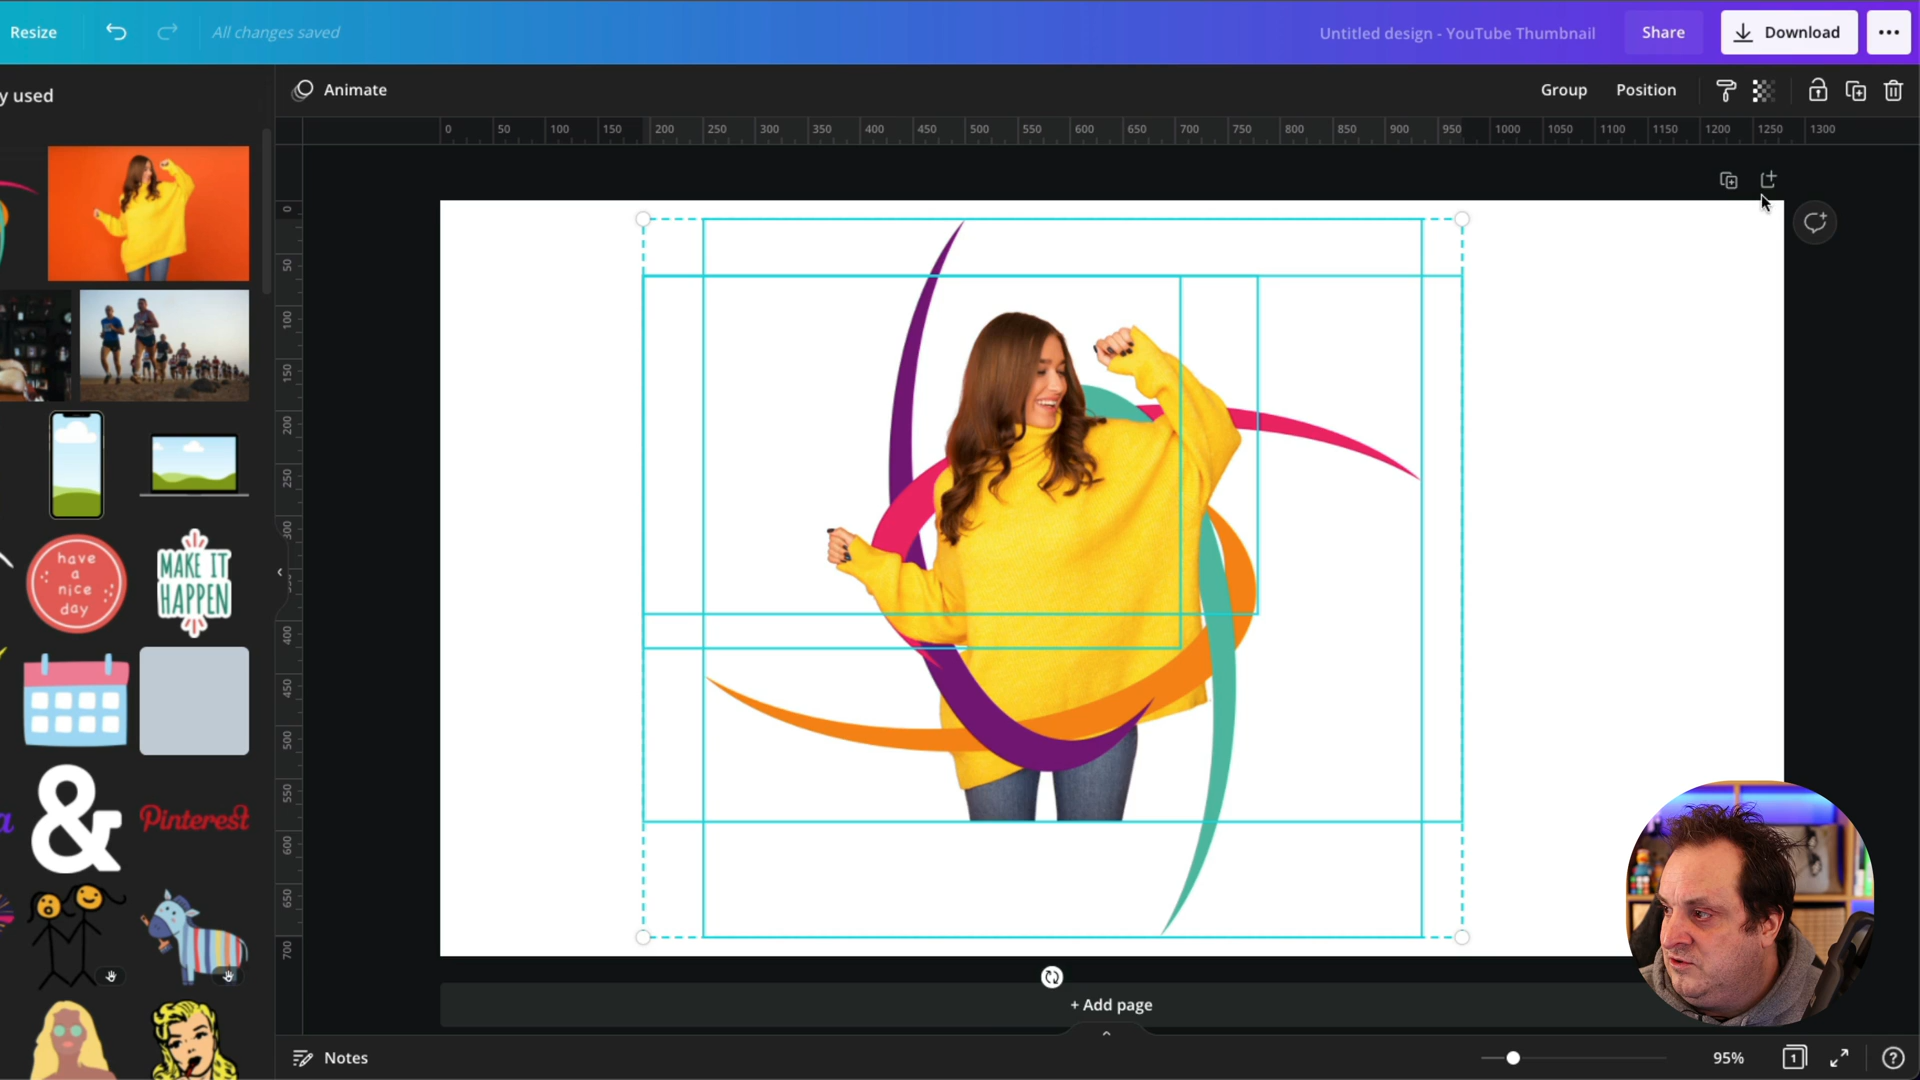 Resize
All changes saved
Untitled design - YouTube Thumbnail
Share
Download
y used
Animate
Group
Position
0 50 100 150 200 250 300 350 400 450 500 550 600 650 700 750 800 850 900 950 1000 1050 1100 1150 1200 1250 1300
0
50
100
150
200
250
300
400
450
500
550
600
650
700
have
a
nice
day
MAKE IT
HAPPEN
&
Pinterest
+ Add page
Notes
95%
1